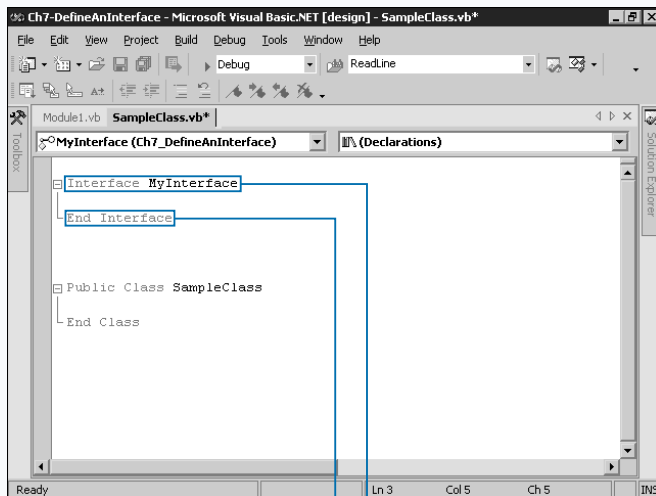 Ch7-DefineAnInterface - Microsoft Visual Basic.NET [design] - SampleClass.vb*
File Edit View Project Build Debug Tools Window Help
Debug ReadLine
Module1.vb SampleClass.vb*
MyInterface (Ch7_DefineAnInterface) (Declarations)
Toolbox
Solution Explorer
Interface MyInterface
End Interface
Public Class SampleClass
End Class
Ready Ln 3 Col 5 Ch 5 INS